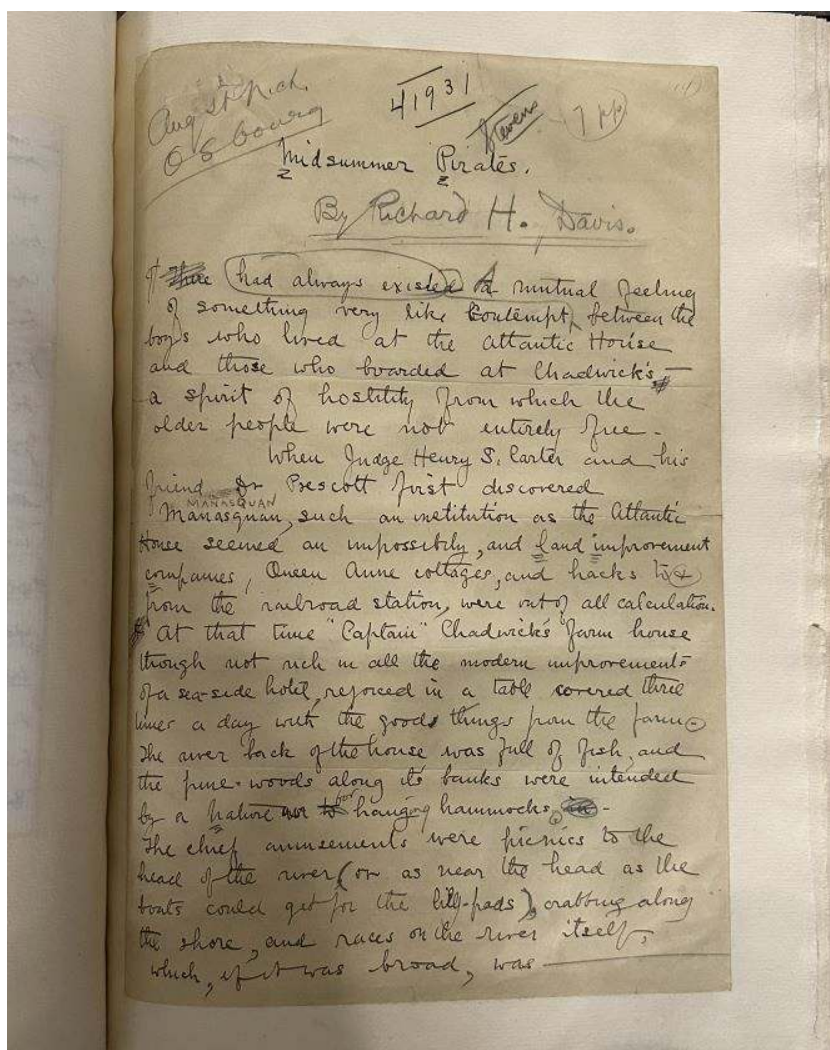 Aug St. Nich.
Osbourg
41931
Stevens
7 pp
(1)
Midsummer Pirates.
By Richard H. Davis.
had always existed A mutual feeling
of something very like Contempt, between the
boys who lived at the Atlantic House
and those who boarded at Chadwick's —
a spirit of hostility from which the
older people were not entirely free -
When Judge Henry S. Carter and his
friend Dr Prescott first discovered
MANASQUAN
Manasquan, such an institution as the Atlantic
House seemed an impossibily, and land improvement
companies, Queen Anne cottages, and hacks to &
from the railroad station, were out of all calculation.
At that time "Captain" Chadwick's farm house
though not rich in all the modern improvements
of a sea-side hotel, rejoiced in a table covered three
times a day with the goods things from the farm.
The river back of the house was full of fish, and
the pine-woods along its banks were intended
by a Nature for hanging hammocks. -
The chief amusements were picnics to the
head of the river (or as near the head as the
boats could get for the lily-pads), crabbing along
the shore, and races on the river itself,
which, if it was broad, was